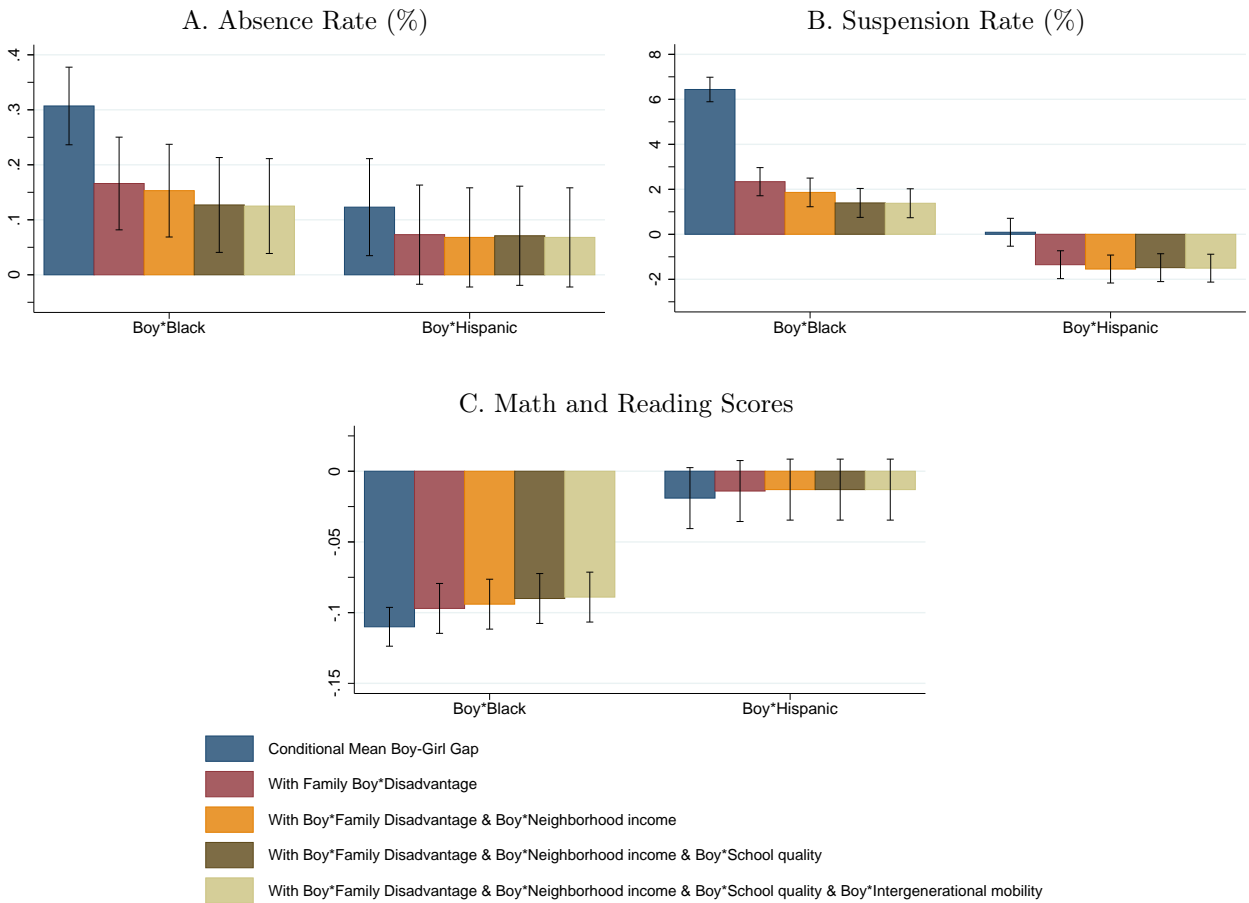 A. Absence Rate (%)
.4
.3
.2
.1
0
Boy*Black
Boy*Hispanic
B. Suspension Rate (%)
8
6
4
2
0
-2
Boy*Black
Boy*Hispanic
C. Math and Reading Scores
0
-.05
-.1
-.15
Boy*Black
Boy*Hispanic
Conditional Mean Boy-Girl Gap
With Family Boy*Disadvantage
With Boy*Family Disadvantage & Boy*Neighborhood income
With Boy*Family Disadvantage & Boy*Neighborhood income & Boy*School quality
With Boy*Family Disadvantage & Boy*Neighborhood income & Boy*School quality & Boy*Intergenerational mobility